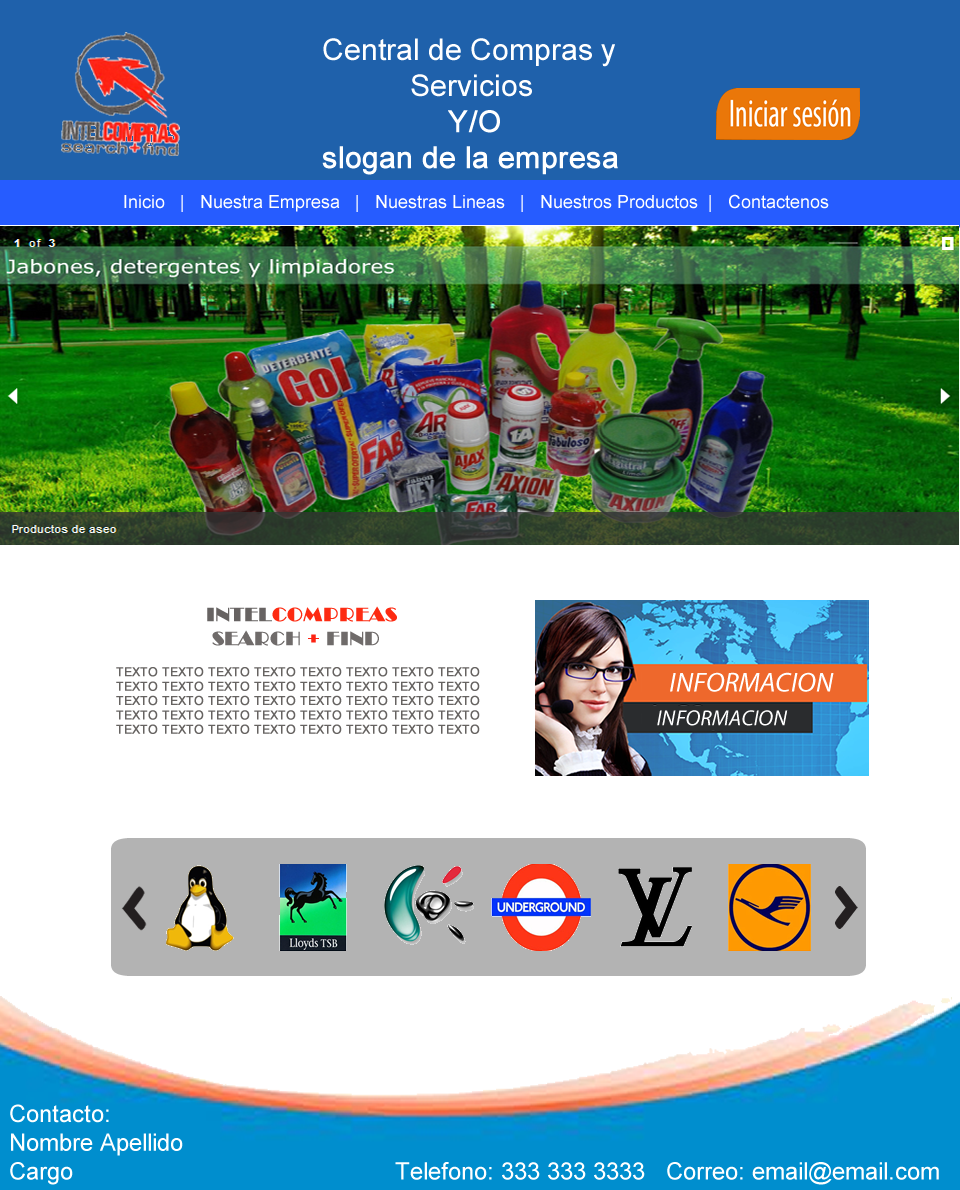 INTELCOMPRAS
search+find
Central de Compras y
Servicios
Y/O
slogan de la empresa
Iniciar sesión
Inicio | Nuestra Empresa | Nuestras Lineas | Nuestros Productos | Contactenos
1 of 3
Jabones, detergentes y limpiadores
DETERGENTE
Gol
FAB
AJAX
1A
Fabuloso
Jabon
REY
AXION
AXION
FAB
Productos de aseo
INTELCOMPREAS
SEARCH + FIND
TEXTO TEXTO TEXTO TEXTO TEXTO TEXTO TEXTO TEXTO
TEXTO TEXTO TEXTO TEXTO TEXTO TEXTO TEXTO TEXTO
TEXTO TEXTO TEXTO TEXTO TEXTO TEXTO TEXTO TEXTO
TEXTO TEXTO TEXTO TEXTO TEXTO TEXTO TEXTO TEXTO
TEXTO TEXTO TEXTO TEXTO TEXTO TEXTO TEXTO TEXTO
INFORMACION
INFORMACION
Lloyds TSB
UNDERGROUND
LV
Contacto:
Nombre Apellido
Cargo
Telefono: 333 333 3333 Correo: email@email.com